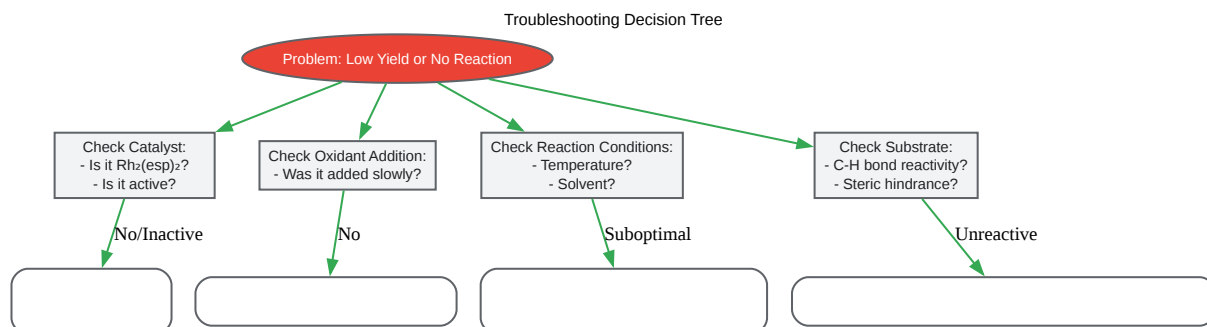 Troubleshooting Decision Tree
Problem: Low Yield or No Reaction
Check Catalyst:
- Is it Rh₂(esp)₂?
- Is it active?
Check Oxidant Addition:
- Was it added slowly?
Check Reaction Conditions:
- Temperature?
- Solvent?
Check Substrate:
- C-H bond reactivity?
- Steric hindrance?
No/Inactive
No
Suboptimal
Unreactive